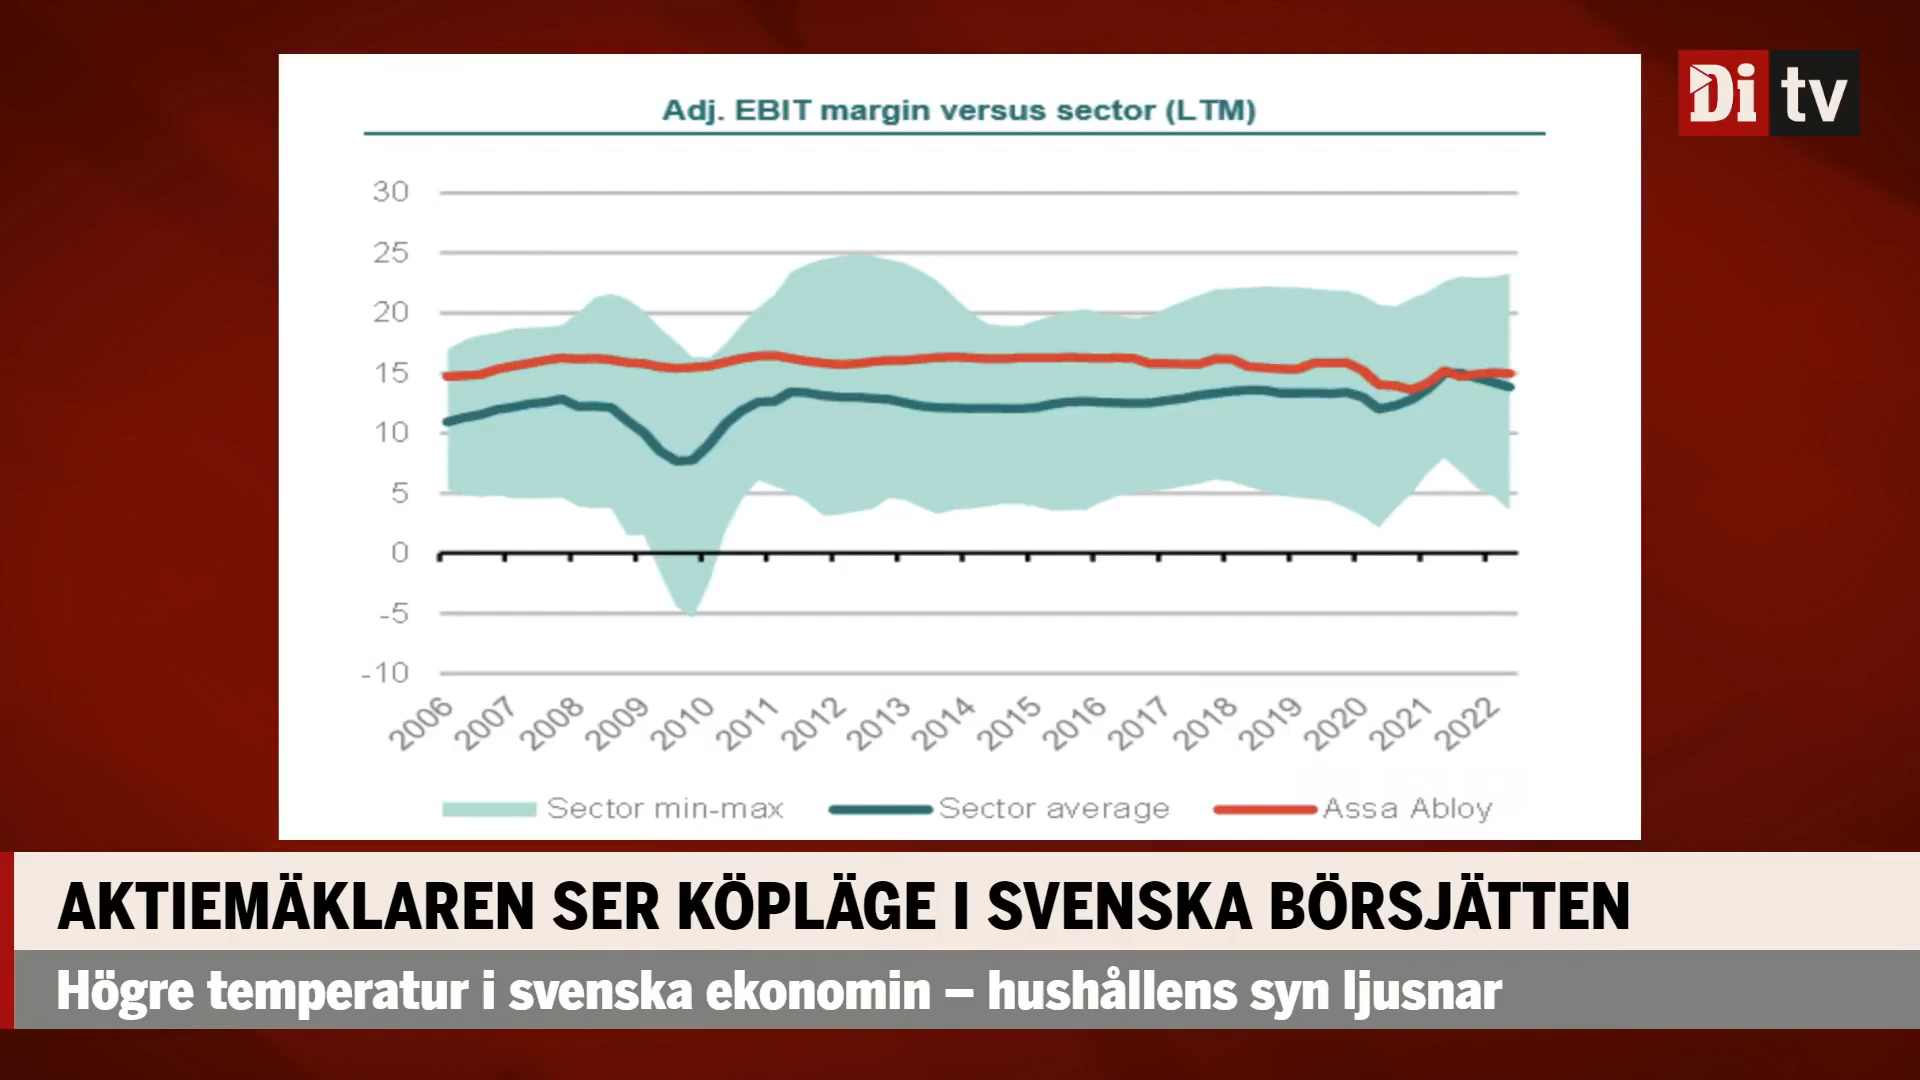 Di tv
Adj. EBIT margin versus sector (LTM)
30
25
20
15
10
5
0
-5
-10
2006 2007 2008 2009 2010 2011 2012 2013 2014 2015 2016 2017 2018 2019 2020 2021 2022
Sector min-max Sector average Assa Abloy
AKTIEMÄKLAREN SER KÖPLÄGE I SVENSKA BÖRSJÄTTEN
Högre temperatur i svenska ekonomin – hushållens syn ljusnar